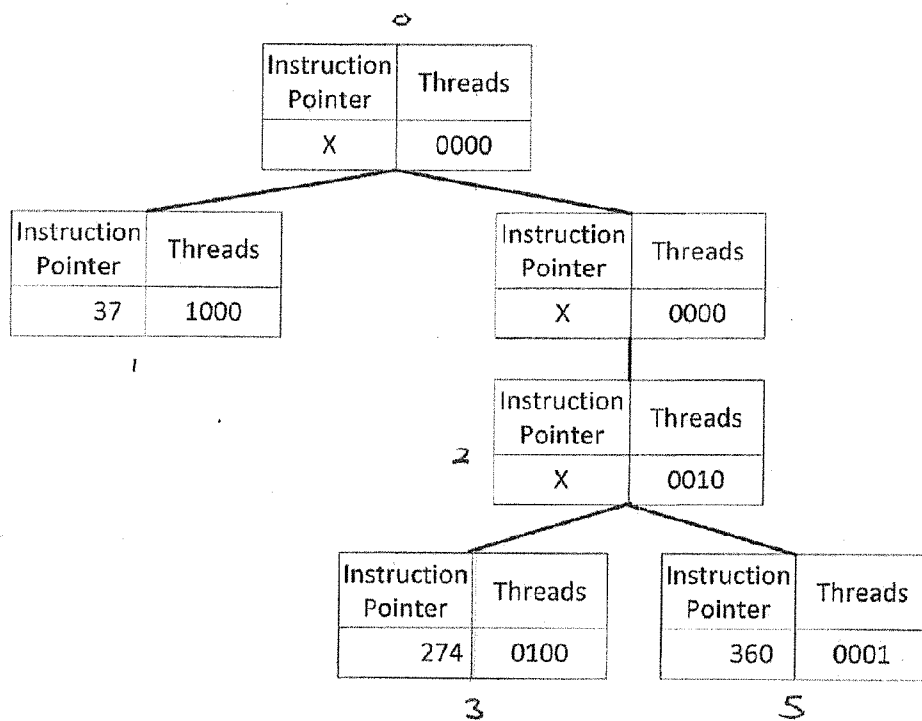 0
Instruction Pointer Threads
X 0000
Instruction Pointer Threads
37 1000
1
Instruction Pointer Threads
X 0000
Instruction Pointer Threads
X 0010
2
Instruction Pointer Threads
274 0100
3
Instruction Pointer Threads
360 0001
5